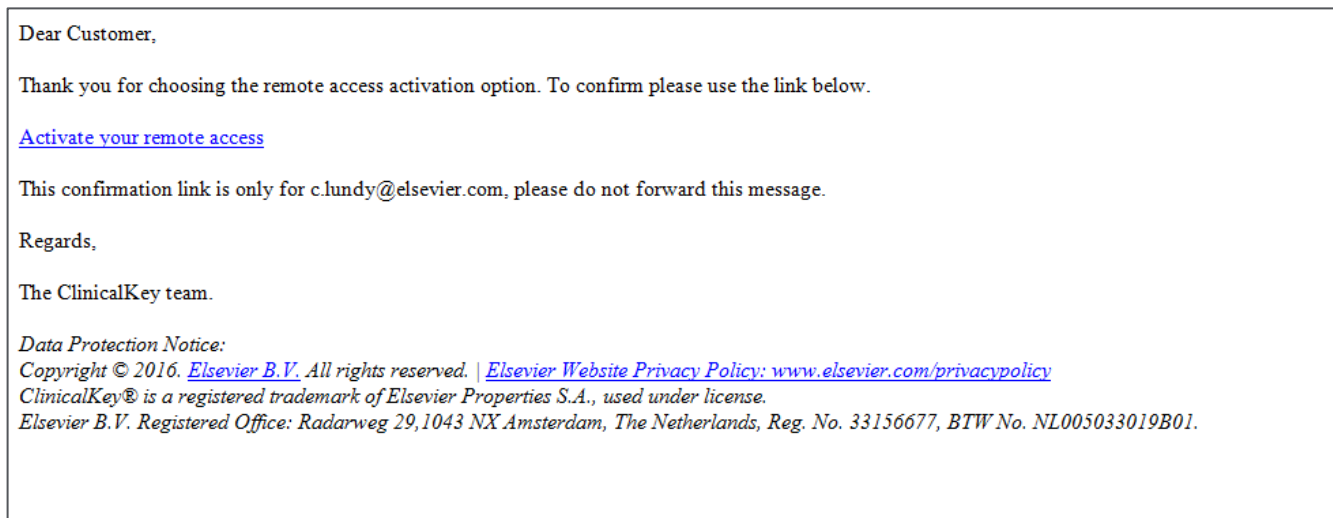 Dear Customer,
Thank you for choosing the remote access activation option. To confirm please use the link below.
Activate your remote access
This confirmation link is only for c.lundy@elsevier.com, please do not forward this message.
Regards,
The ClinicalKey team.
Data Protection Notice:
Copyright © 2016. Elsevier B.V. All rights reserved. | Elsevier Website Privacy Policy: www.elsevier.com/privacypolicy
ClinicalKey® is a registered trademark of Elsevier Properties S.A., used under license.
Elsevier B.V. Registered Office: Radarweg 29,1043 NX Amsterdam, The Netherlands, Reg. No. 33156677, BTW No. NL005033019B01.